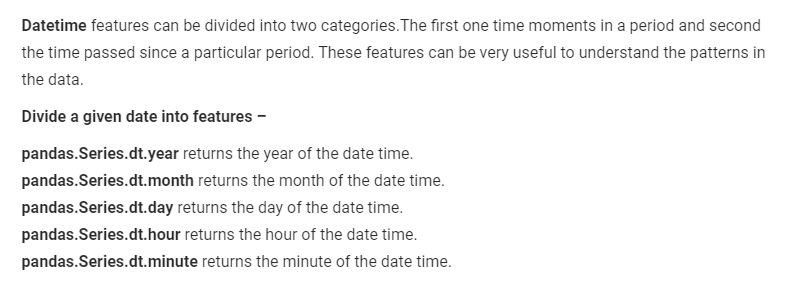 Datetime features can be divided into two categories.The first one time moments in a period and second
the time passed since a particular period. These features can be very useful to understand the patterns in
the data.
Divide a given date into features –
pandas.Series.dt.year returns the year of the date time.
pandas.Series.dt.month returns the month of the date time.
pandas.Series.dt.day returns the day of the date time.
pandas.Series.dt.hour returns the hour of the date time.
pandas.Series.dt.minute returns the minute of the date time.